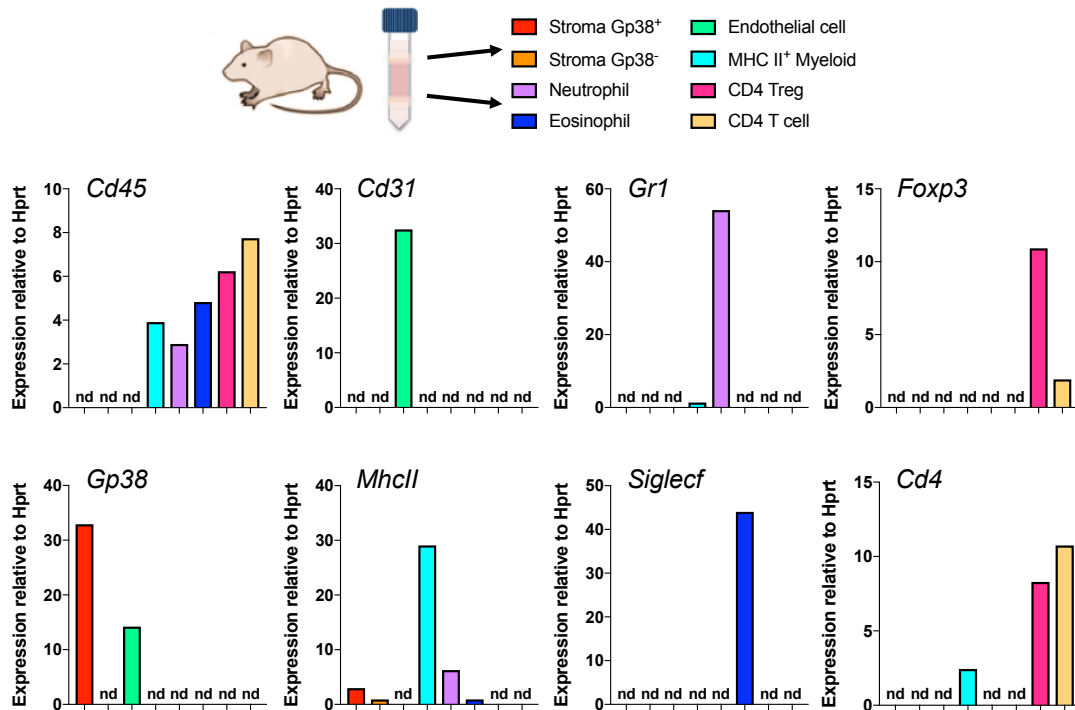 Stroma Gp38+
Stroma Gp38-
Neutrophil
Eosinophil
Endothelial cell
MHC II+ Myeloid
CD4 Treg
CD4 T cell
Cd45
Expression relative to Hprt
10
8
6
4
2
0
nd nd nd
Cd31
Expression relative to Hprt
40
30
20
10
0
nd nd nd nd nd nd nd
Gr1
Expression relative to Hprt
60
40
20
0
nd nd nd nd nd nd
Foxp3
Expression relative to Hprt
15
10
5
0
nd nd nd nd nd nd
Gp38
Expression relative to Hprt
40
30
20
10
0
nd nd nd nd nd nd
MhcII
Expression relative to Hprt
40
30
20
10
0
nd nd nd
Siglecf
Expression relative to Hprt
50
40
30
20
10
0
nd nd nd nd nd nd nd
Cd4
Expression relative to Hprt
15
10
5
0
nd nd nd nd nd